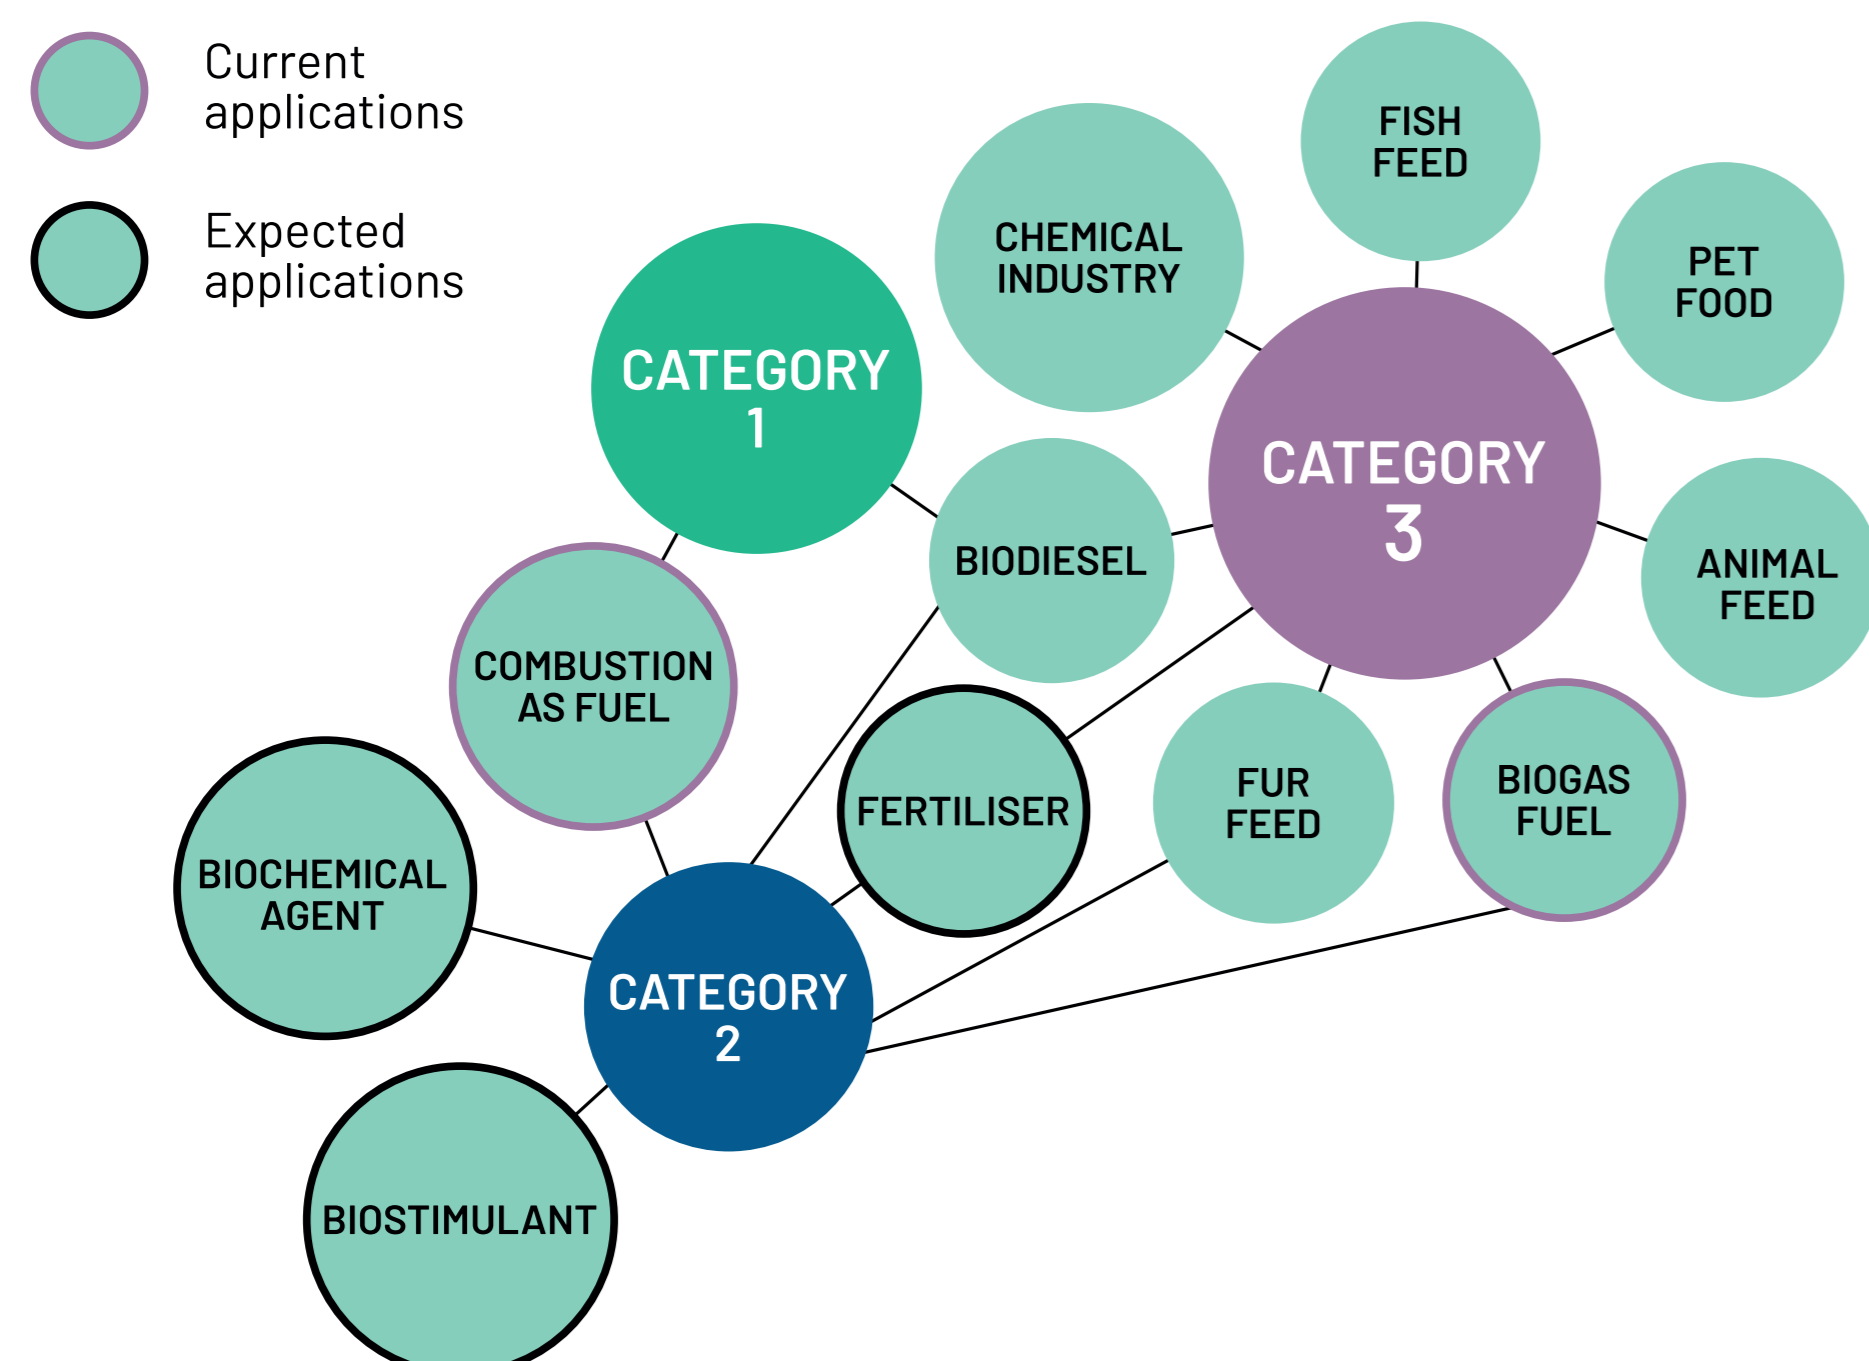 Current
applications
Expected
applications
FISH
FEED
CHEMICAL
INDUSTRY
PET
FOOD
CATEGORY
1
CATEGORY
3
BIODIESEL
ANIMAL
FEED
COMBUSTION
AS FUEL
FERTILISER
FUR
FEED
BIOGAS
FUEL
BIOCHEMICAL
AGENT
CATEGORY
2
BIOSTIMULANT